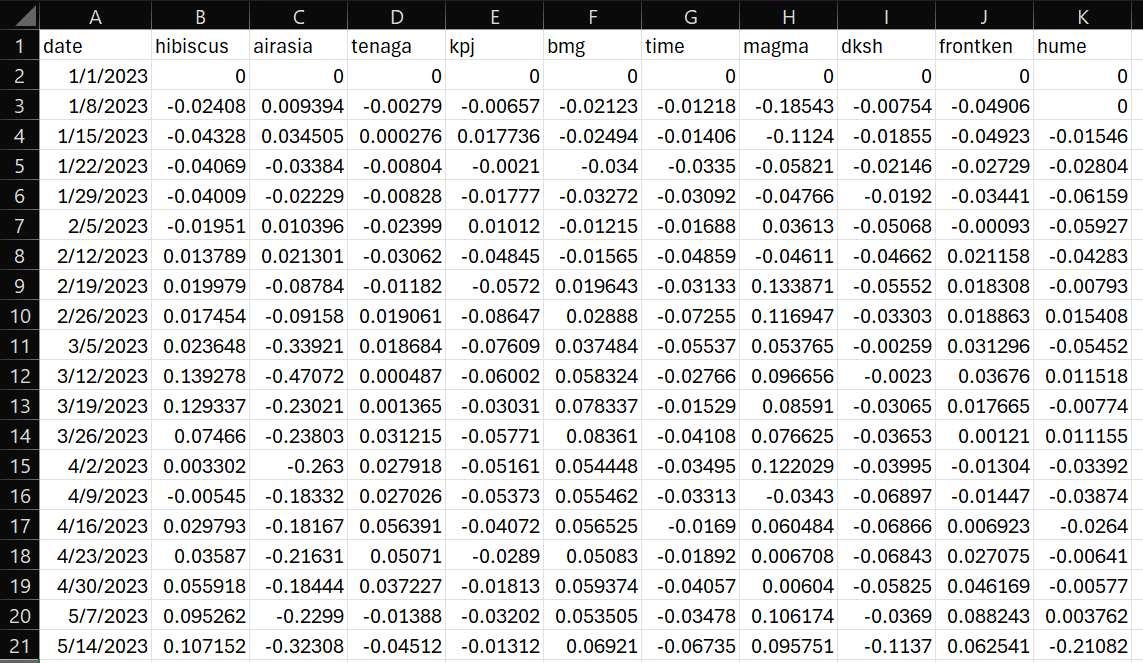 A B C D E F G H I J K
1 date hibiscus airasia tenaga kpj bmg time magma dksh frontken hume
2 1/1/2023 0 0 0 0 0 0 0 0 0 0
3 1/8/2023 -0.02408 0.009394 -0.00279 -0.00657 -0.02123 -0.01218 -0.18543 -0.00754 -0.04906 0
4 1/15/2023 -0.04328 0.034505 0.000276 0.017736 -0.02494 -0.01406 -0.1124 -0.01855 -0.04923 -0.01546
5 1/22/2023 -0.04069 -0.03384 -0.00804 -0.0021 -0.034 -0.0335 -0.05821 -0.02146 -0.02729 -0.02804
6 1/29/2023 -0.04009 -0.02229 -0.00828 -0.01777 -0.03272 -0.03092 -0.04766 -0.0192 -0.03441 -0.06159
7 2/5/2023 -0.01951 0.010396 -0.02399 0.01012 -0.01215 -0.01688 0.03613 -0.05068 -0.00093 -0.05927
8 2/12/2023 0.013789 0.021301 -0.03062 -0.04845 -0.01565 -0.04859 -0.04611 -0.04662 0.021158 -0.04283
9 2/19/2023 0.019979 -0.08784 -0.01182 -0.0572 0.019643 -0.03133 0.133871 -0.05552 0.018308 -0.00793
10 2/26/2023 0.017454 -0.09158 0.019061 -0.08647 0.02888 -0.07255 0.116947 -0.03303 0.018863 0.015408
11 3/5/2023 0.023648 -0.33921 0.018684 -0.07609 0.037484 -0.05537 0.053765 -0.00259 0.031296 -0.05452
12 3/12/2023 0.139278 -0.47072 0.000487 -0.06002 0.058324 -0.02766 0.096656 -0.0023 0.03676 0.011518
13 3/19/2023 0.129337 -0.23021 0.001365 -0.03031 0.078337 -0.01529 0.08591 -0.03065 0.017665 -0.00774
14 3/26/2023 0.07466 -0.23803 0.031215 -0.05771 0.08361 -0.04108 0.076625 -0.03653 0.00121 0.011155
15 4/2/2023 0.003302 -0.263 0.027918 -0.05161 0.054448 -0.03495 0.122029 -0.03995 -0.01304 -0.03392
16 4/9/2023 -0.00545 -0.18332 0.027026 -0.05373 0.055462 -0.03313 -0.0343 -0.06897 -0.01447 -0.03874
17 4/16/2023 0.029793 -0.18167 0.056391 -0.04072 0.056525 -0.0169 0.060484 -0.06866 0.006923 -0.0264
18 4/23/2023 0.03587 -0.21631 0.05071 -0.0289 0.05083 -0.01892 0.006708 -0.06843 0.027075 -0.00641
19 4/30/2023 0.055918 -0.18444 0.037227 -0.01813 0.059374 -0.04057 0.00604 -0.05825 0.046169 -0.00577
20 5/7/2023 0.095262 -0.2299 -0.01388 -0.03202 0.053505 -0.03478 0.106174 -0.0369 0.088243 0.003762
21 5/14/2023 0.107152 -0.32308 -0.04512 -0.01312 0.06921 -0.06735 0.095751 -0.1137 0.062541 -0.21082